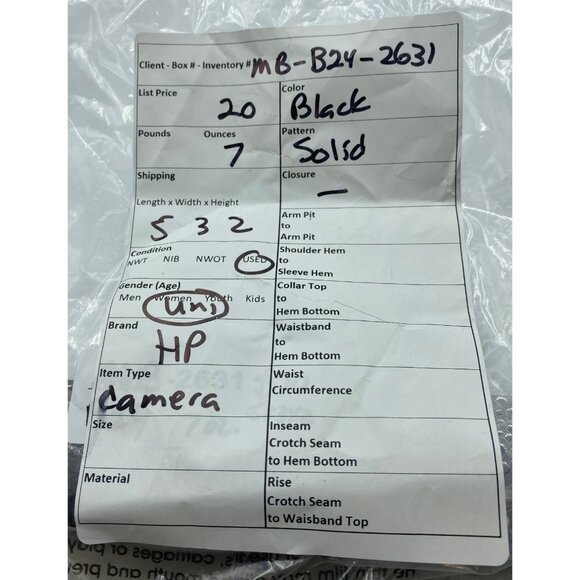 Client - Box # - Inventory # MB-B24-2631
List Price 20
Color Black
Pounds Ounces 7
Pattern Solid
Shipping
Closure —
Length x Width x Height
5 3 2
Arm Pit
to
Arm Pit
Condition
NWT NIB NWOT USED
Shoulder Hem
to
Sleeve Hem
Gender (Age)
Men Women Youth Kids
Uni
Collar Top
to
Hem Bottom
Brand
HP
Waistband
to
Hem Bottom
Item Type
Camera
Waist
Circumference
Size
Inseam
Crotch Seam
to Hem Bottom
Material
Rise
Crotch Seam
to Waisband Top